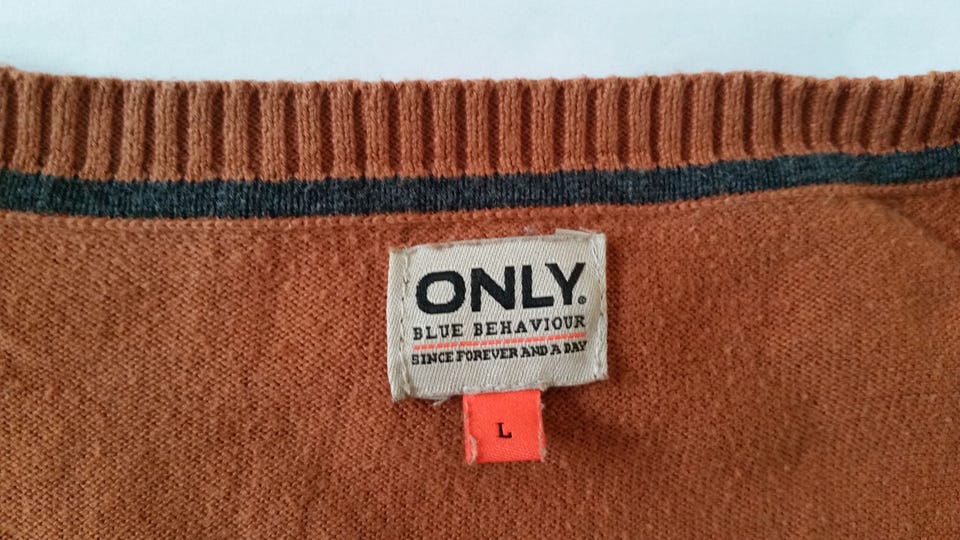 ONLY®
BLUE BEHAVIOUR
SINCE FOREVER AND A DAY
L